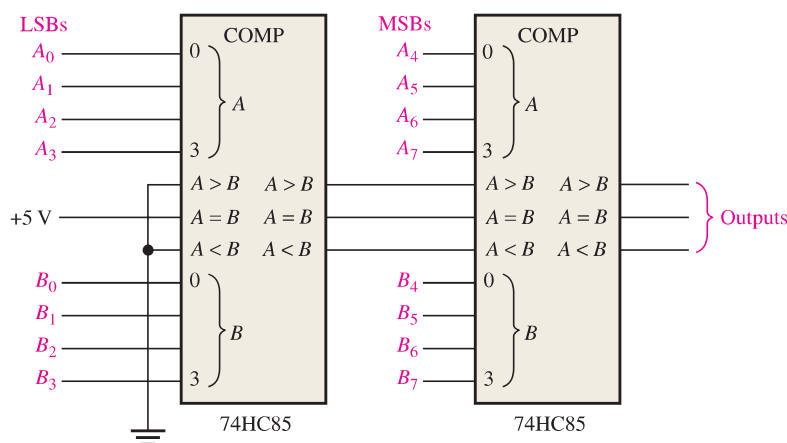 LSBs
A₀
A₁
A₂
A₃
+5 V
B₀
B₁
B₂
B₃
COMP
0
3
A
A > B A > B
A = B A = B
A < B A < B
0
3
B
74HC85
MSBs
A₄
A₅
A₆
A₇
B₄
B₅
B₆
B₇
COMP
0
3
A
A > B A > B
A = B A = B
A < B A < B
0
3
B
74HC85
Outputs